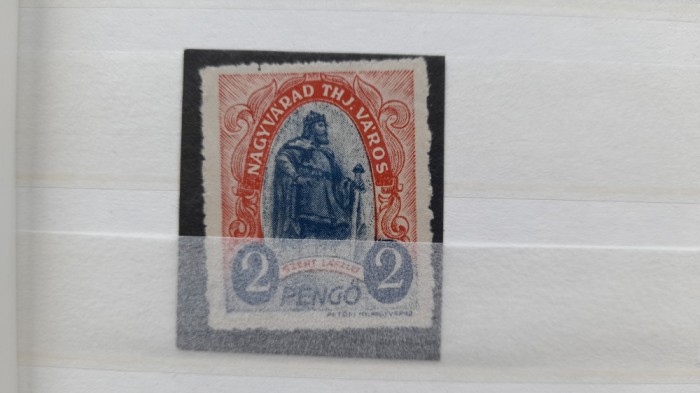 NAGYVÁRAD THJ. VÁROS
SZENT LÁSZLÓ
2 2
PENGŐ